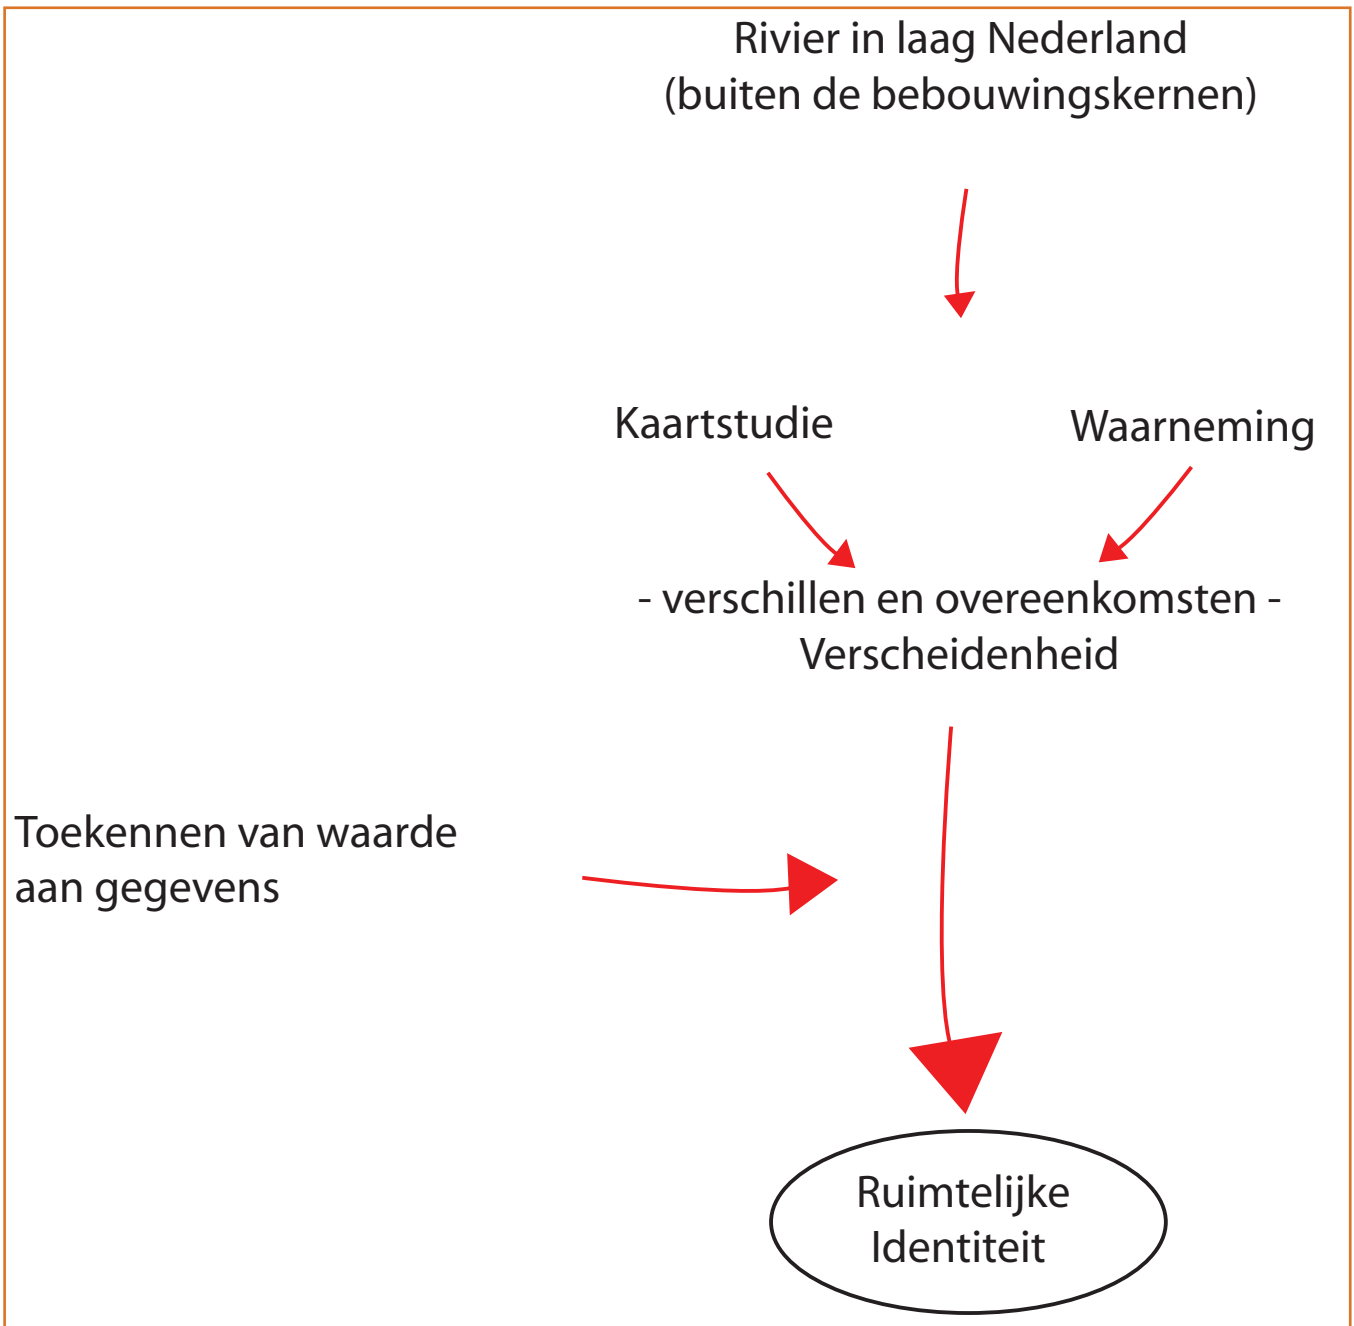 Rivier in laag Nederland
(buiten de bebouwingskernen)
Kaartstudie
Waarneming
- verschillen en overeenkomsten -
Verscheidenheid
Toekennen van waarde
aan gegevens
Ruimtelijke
Identiteit